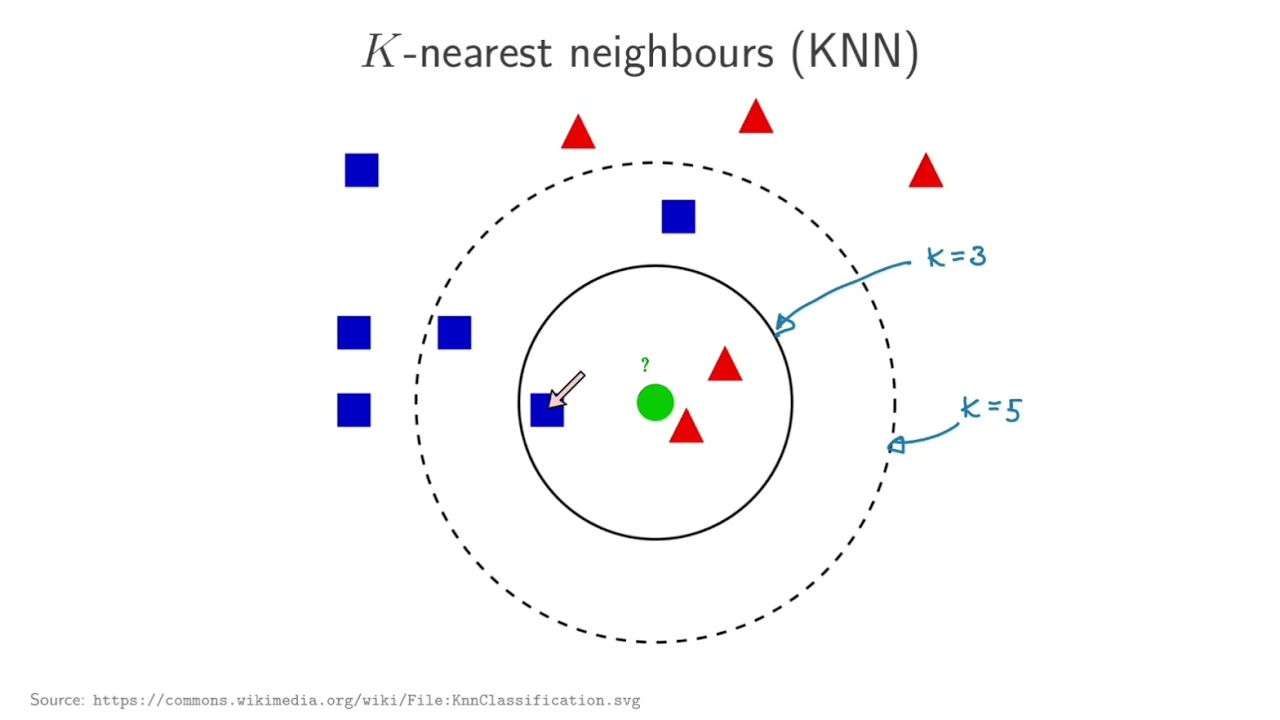 K-nearest neighbours (KNN)
K=3
?
K=5
Source: https://commons.wikimedia.org/wiki/File:KnnClassification.svg